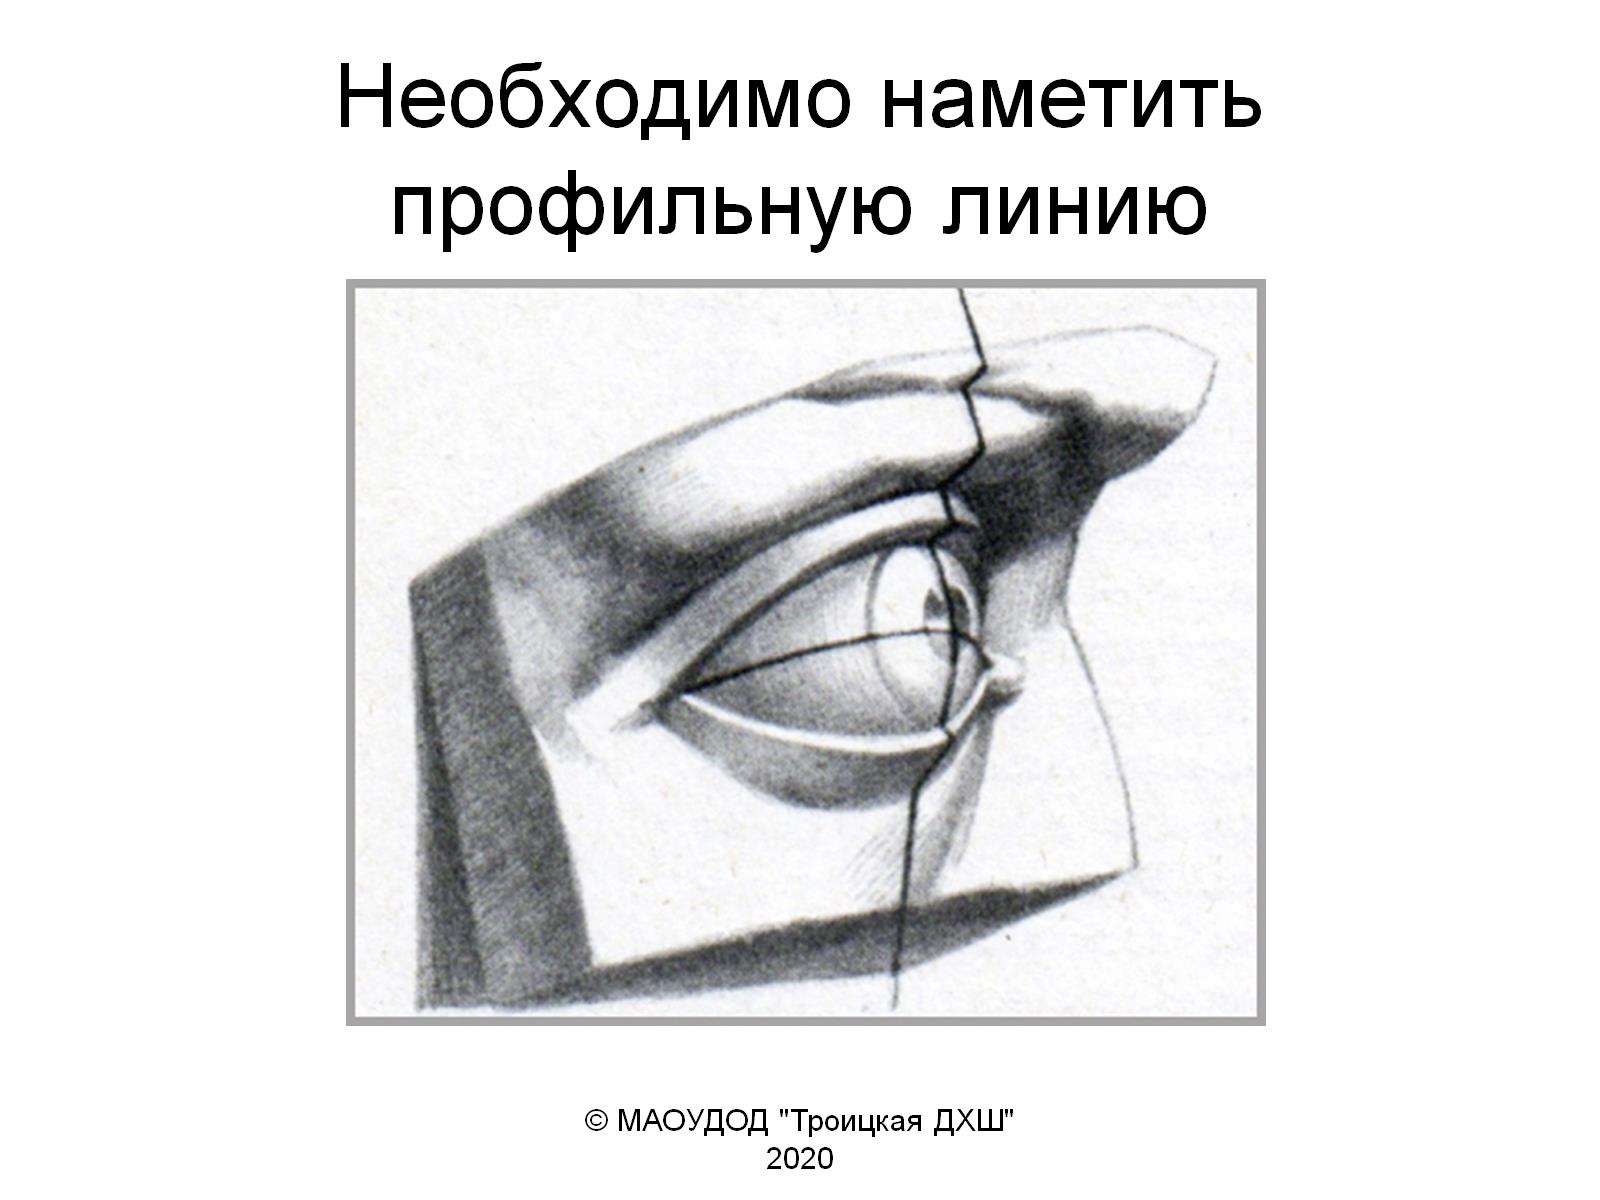 Необходимо наметить
профильную линию
© МАОУДОД "Троицкая ДХШ"
2020